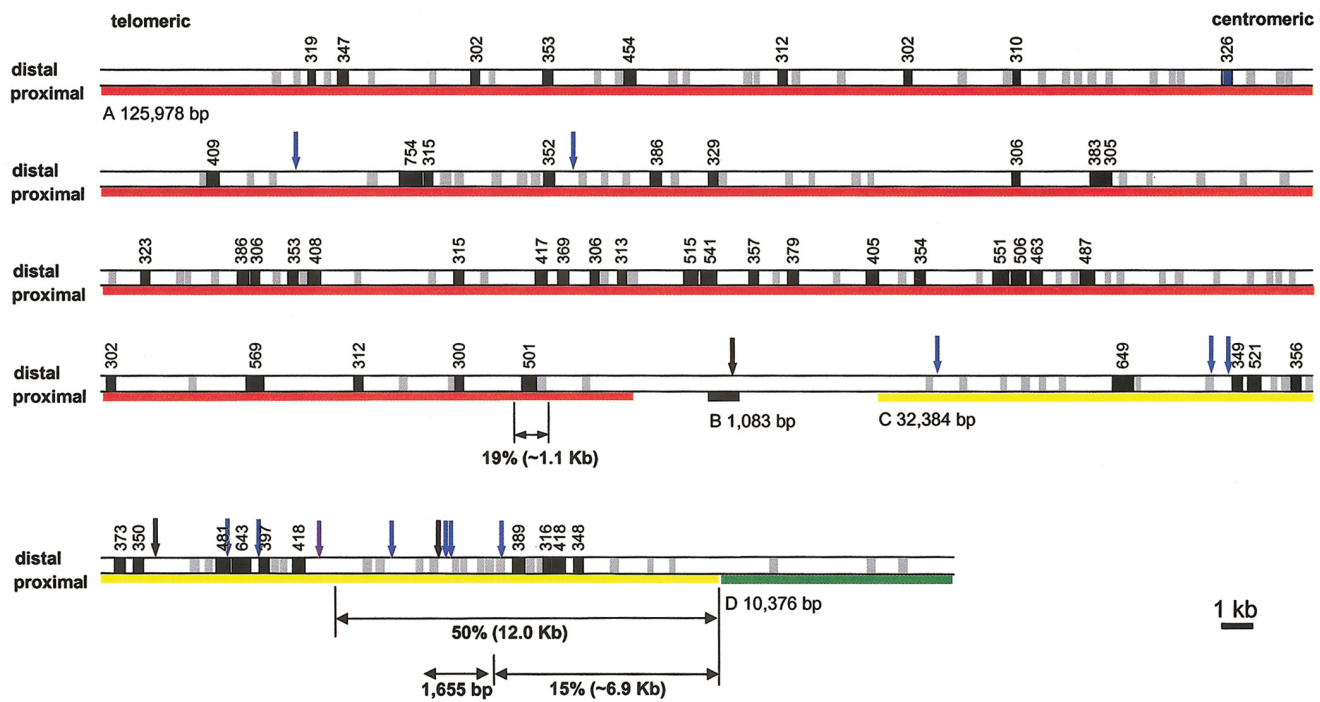 telomeric centromeric
319 347 302 353 454 312 302 310 326
distal
proximal
A 125,978 bp
409 754 315 352 386 329 306 383 305
distal
proximal
323 386 306 353 408 315 417 369 306 313 515 541 357 379 405 354 551 506 463 487
distal
proximal
302 569 312 300 501 649 349 521 356
distal
proximal
B 1,083 bp C 32,384 bp
19% (~1.1 Kb)
373 350 481 643 397 418 389 316 418 348
distal
proximal
D 10,376 bp
1 kb
50% (12.0 Kb)
1,655 bp 15% (~6.9 Kb)